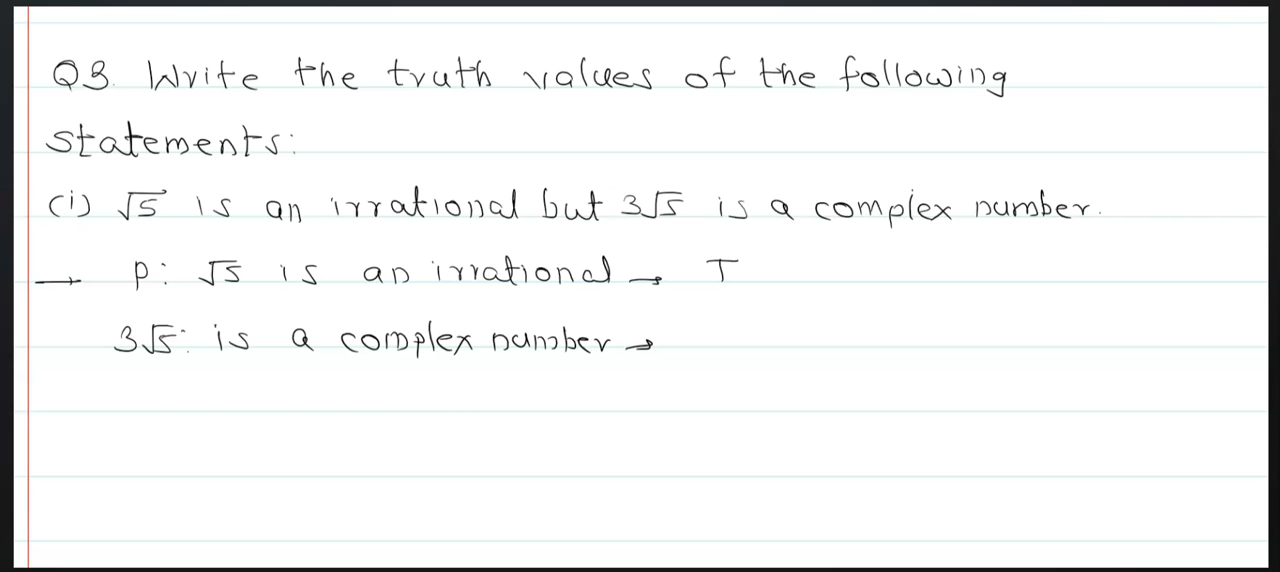 Q3. Write the truth values of the following
statements:
(i) √5 is an irrational but 3√5 is a complex number.
→ p: √5 is an irrational → T
3√5: is a complex number →